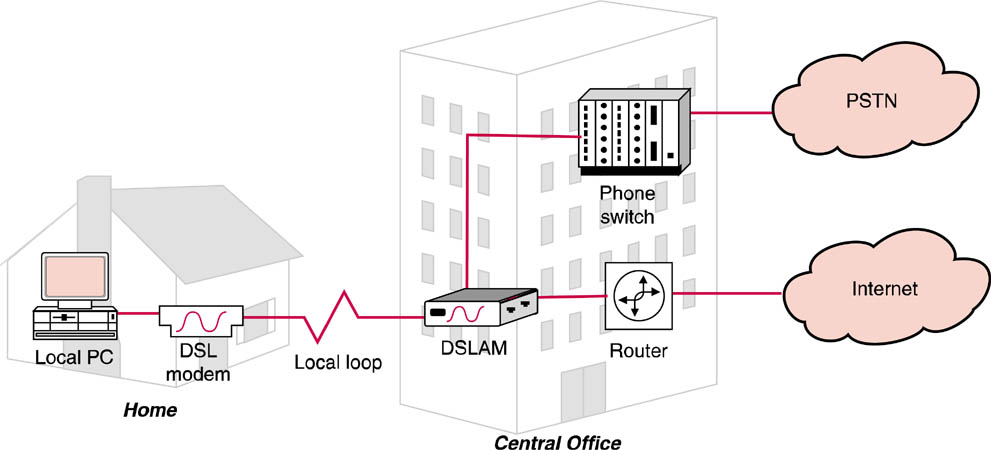 PSTN
Phone
switch
Internet
Local PC
DSL
modem
Local loop
DSLAM
Router
Home
Central Office